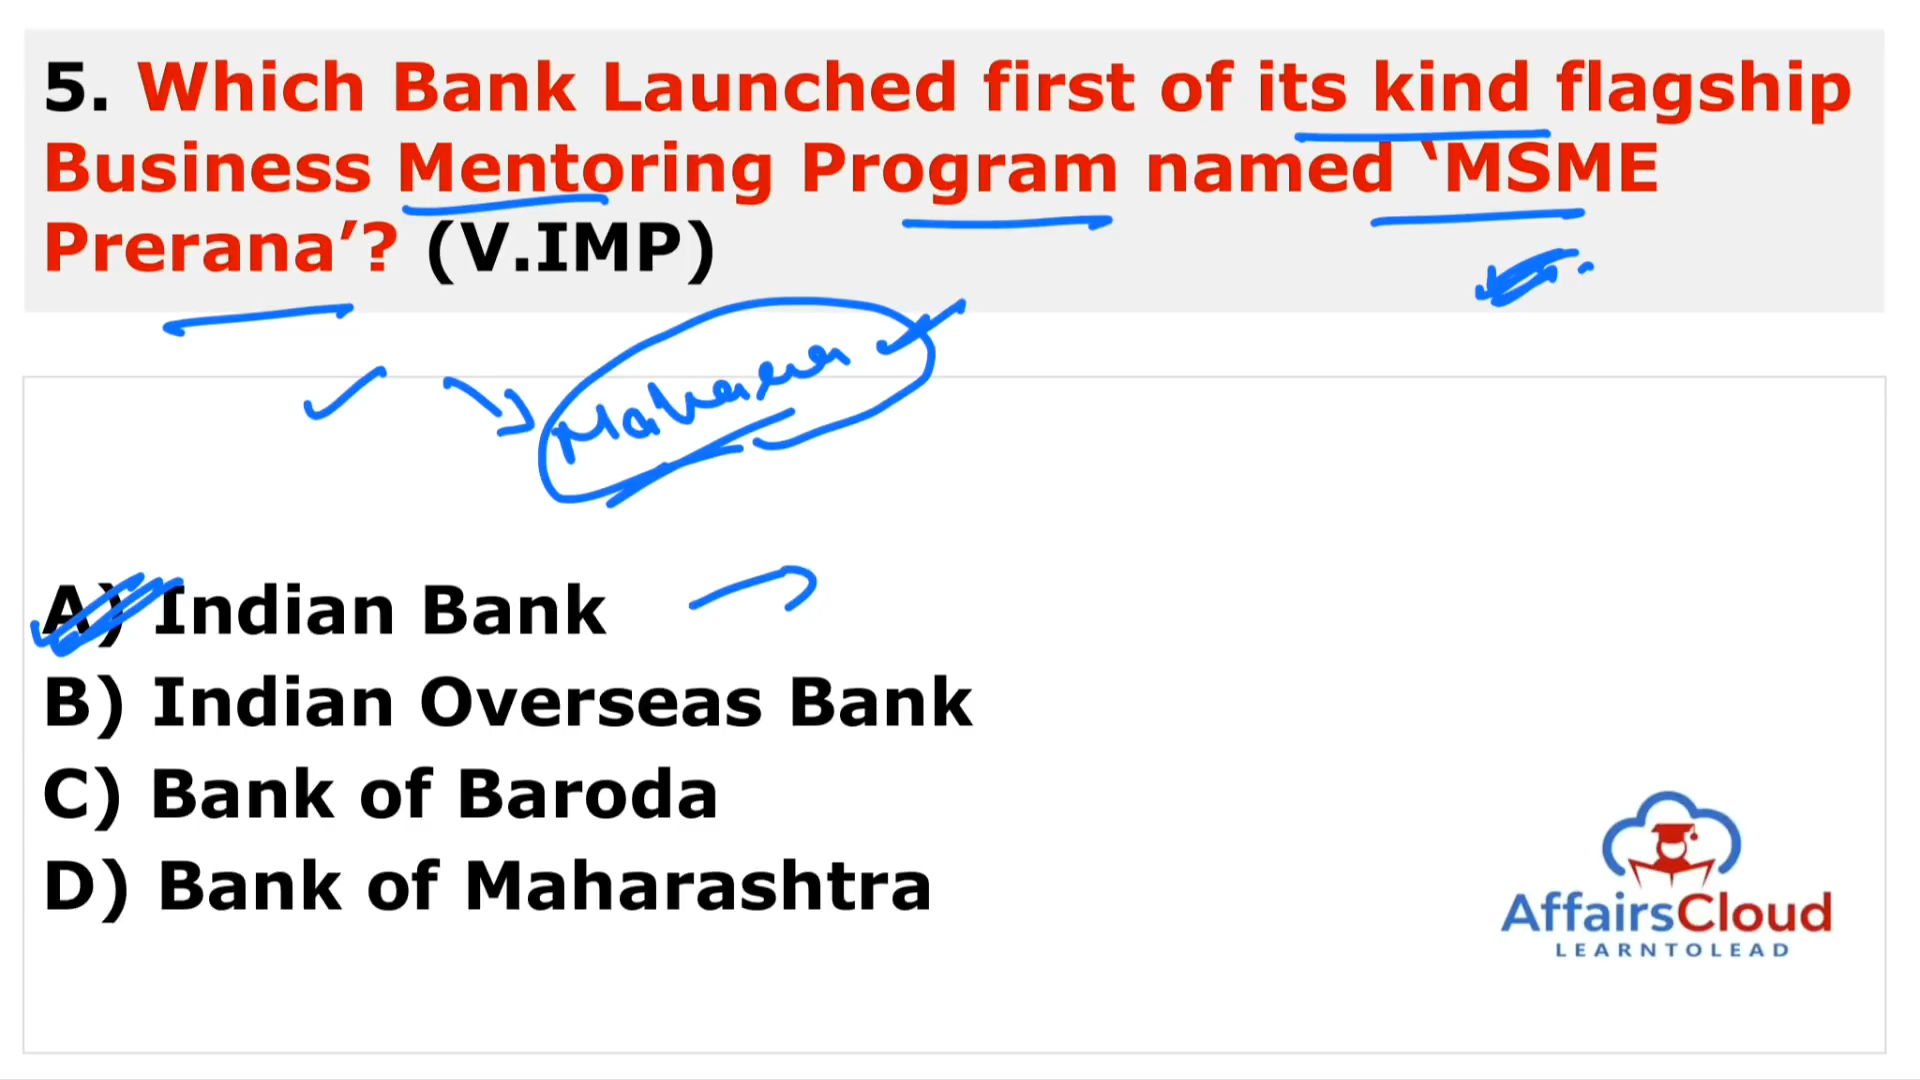 5. Which Bank Launched first of its kind flagship
Business Mentoring Program named ‘MSME
Prerana’? (V.IMP)
A) Indian Bank
B) Indian Overseas Bank
C) Bank of Baroda
D) Bank of Maharashtra
AffairsCloud
LEARNTOLEAD